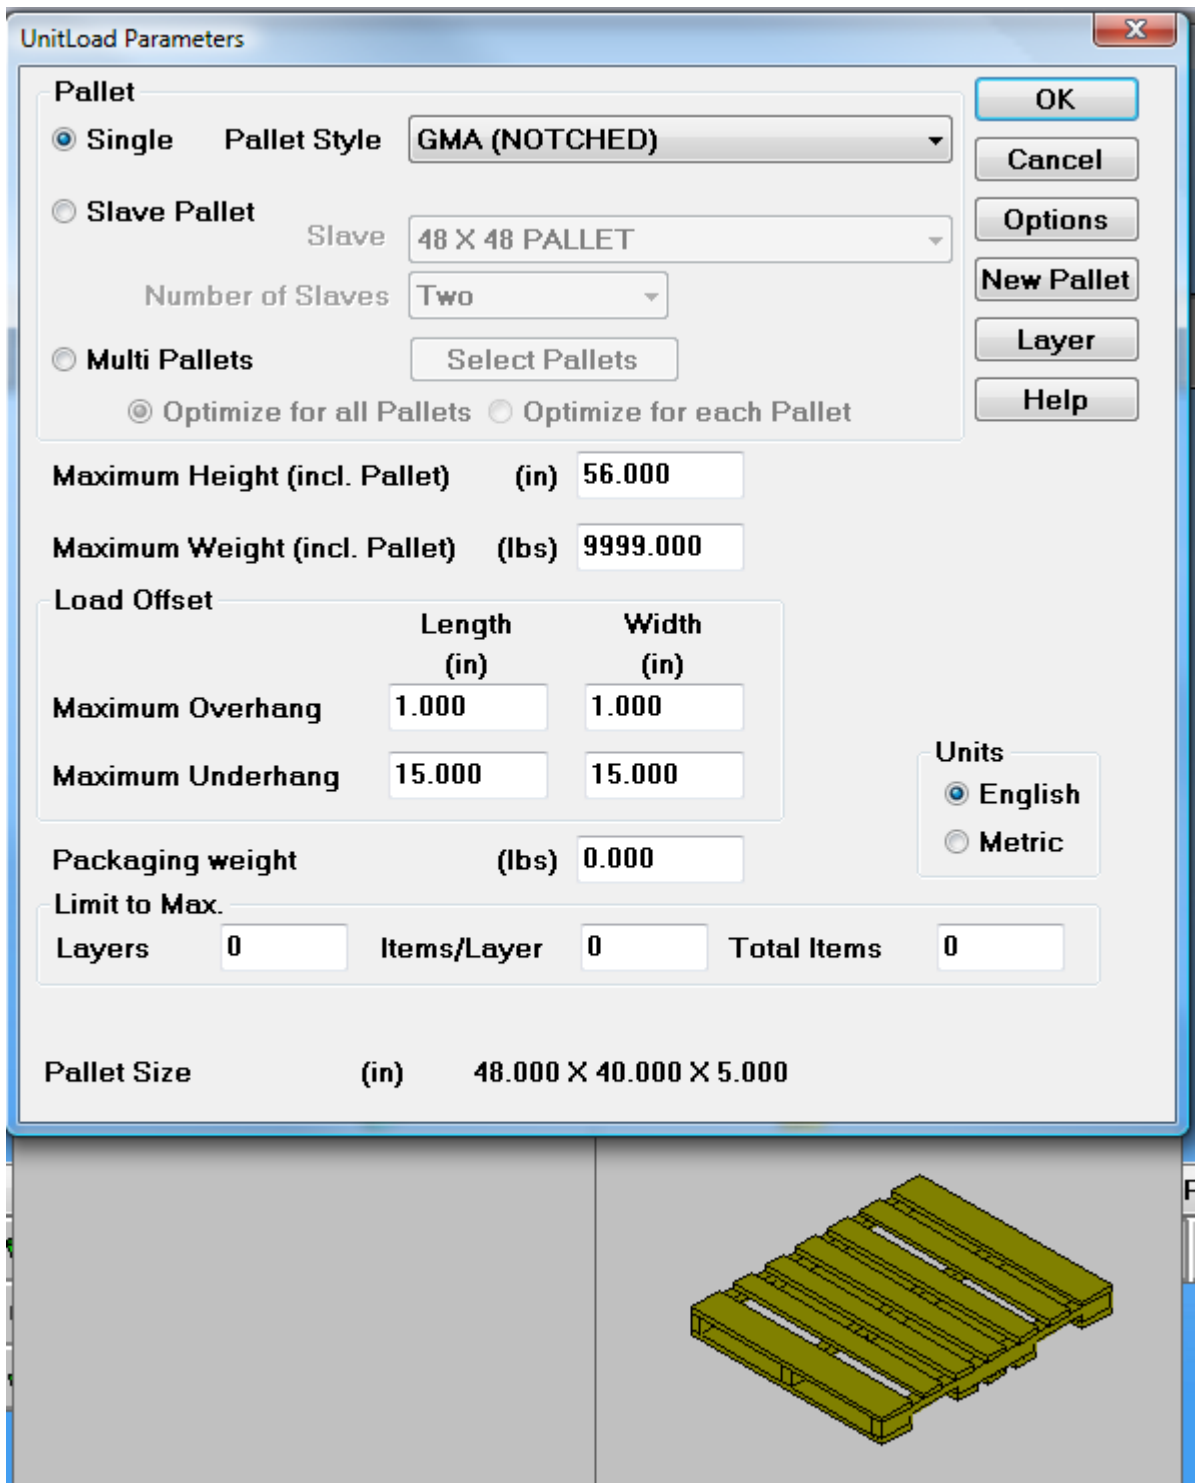 UnitLoad Parameters
Pallet
OK
Single Pallet Style GMA (NOTCHED)
Cancel
Slave Pallet
Slave 48 X 48 PALLET
Options
Number of Slaves Two
New Pallet
Multi Pallets Select Pallets
Layer
Optimize for all Pallets Optimize for each Pallet
Help
Maximum Height (incl. Pallet) (in) 56.000
Maximum Weight (incl. Pallet) (lbs) 9999.000
Load Offset
Length Width
(in) (in)
Maximum Overhang 1.000 1.000
Maximum Underhang 15.000 15.000
Units
English
Metric
Packaging weight (lbs) 0.000
Limit to Max.
Layers 0 Items/Layer 0 Total Items 0
Pallet Size (in) 48.000 X 40.000 X 5.000